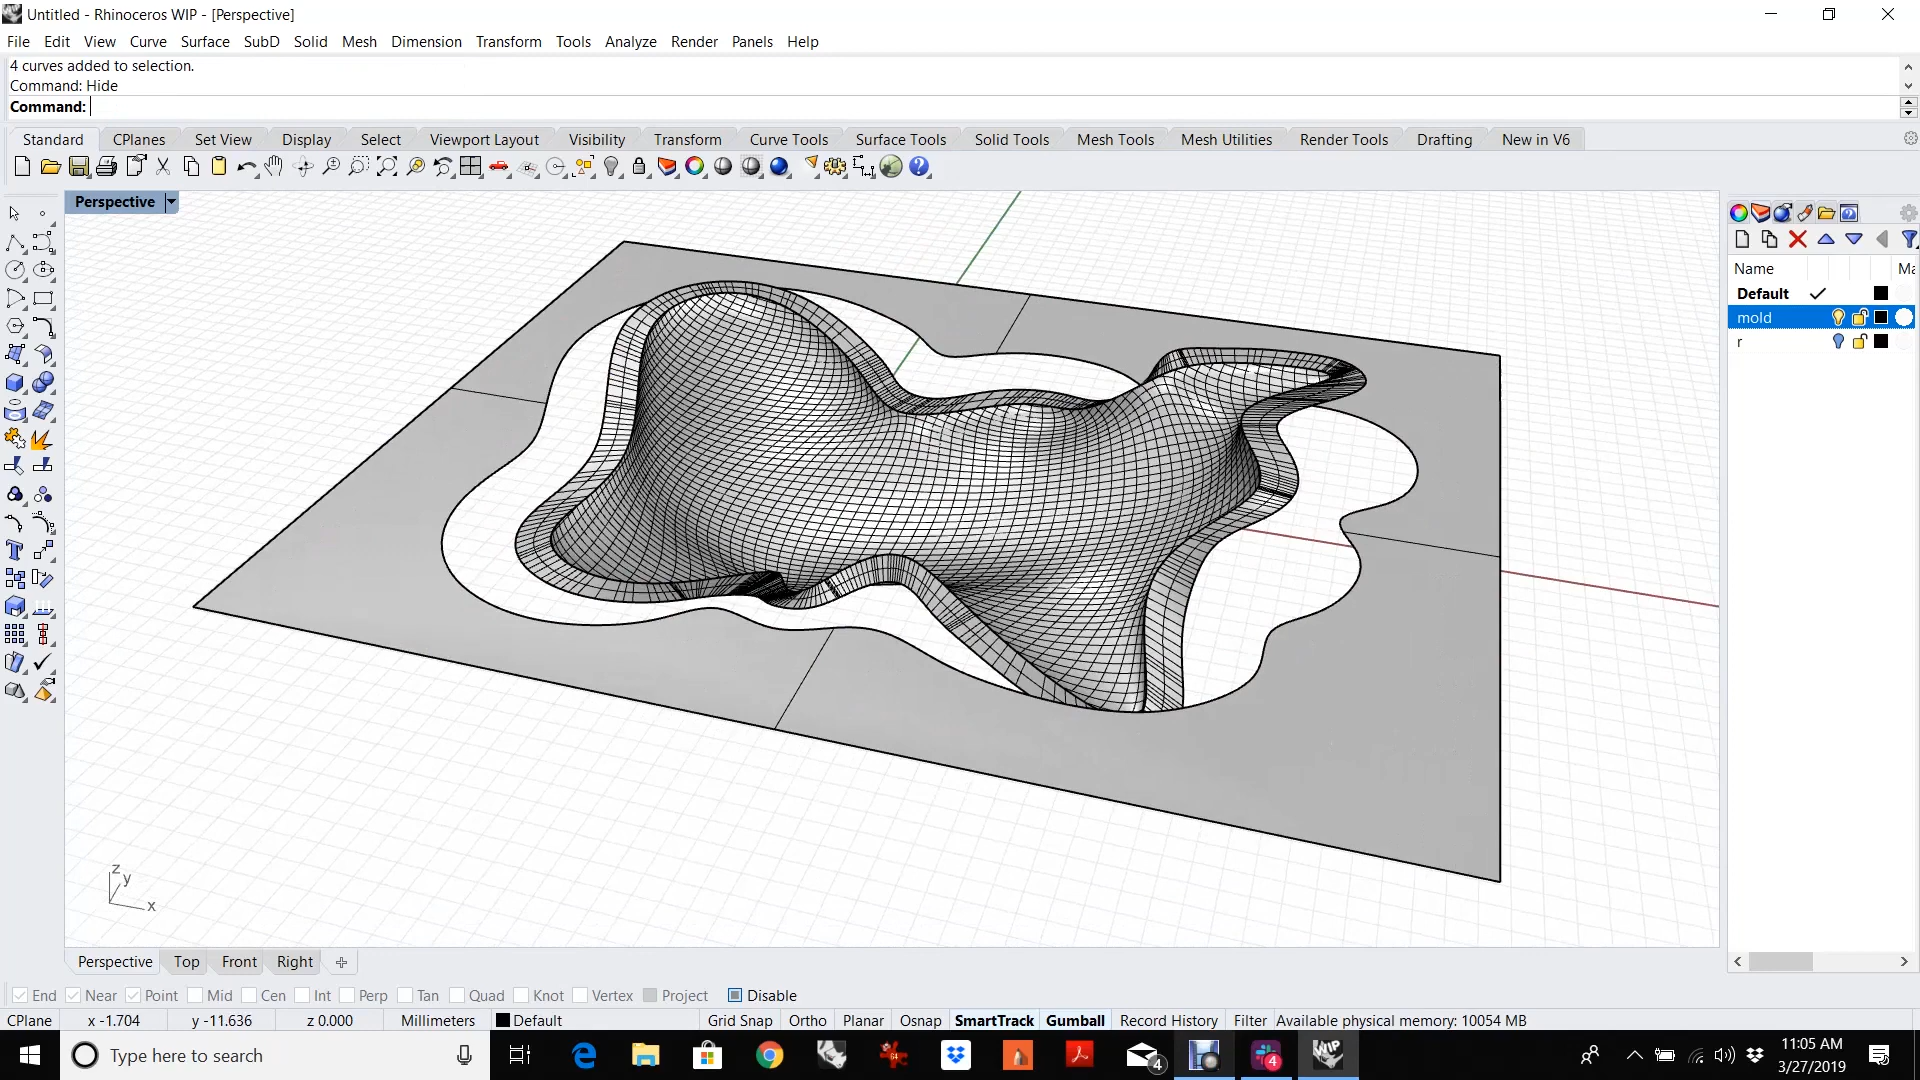 Untitled - Rhinoceros WIP - [Perspective]
File Edit View Curve Surface SubD Solid Mesh Dimension Transform Tools Analyze Render Panels Help
4 curves added to selection.
Command: Hide
Command:
Standard CPlanes Set View Display Select Viewport Layout Visibility Transform Curve Tools Surface Tools Solid Tools Mesh Tools Mesh Utilities Render Tools Drafting New in V6
Perspective
Name Ma
Default
mold
r
z
y
x
Perspective Top Front Right
End Near Point Mid Cen Int Perp Tan Quad Knot Vertex Project Disable
CPlane x -1.704 y -11.636 z 0.000 Millimeters Default Grid Snap Ortho Planar Osnap SmartTrack Gumball Record History Filter Available physical memory: 10054 MB
Type here to search
64
4
4
WIP
11:05 AM
3/27/2019